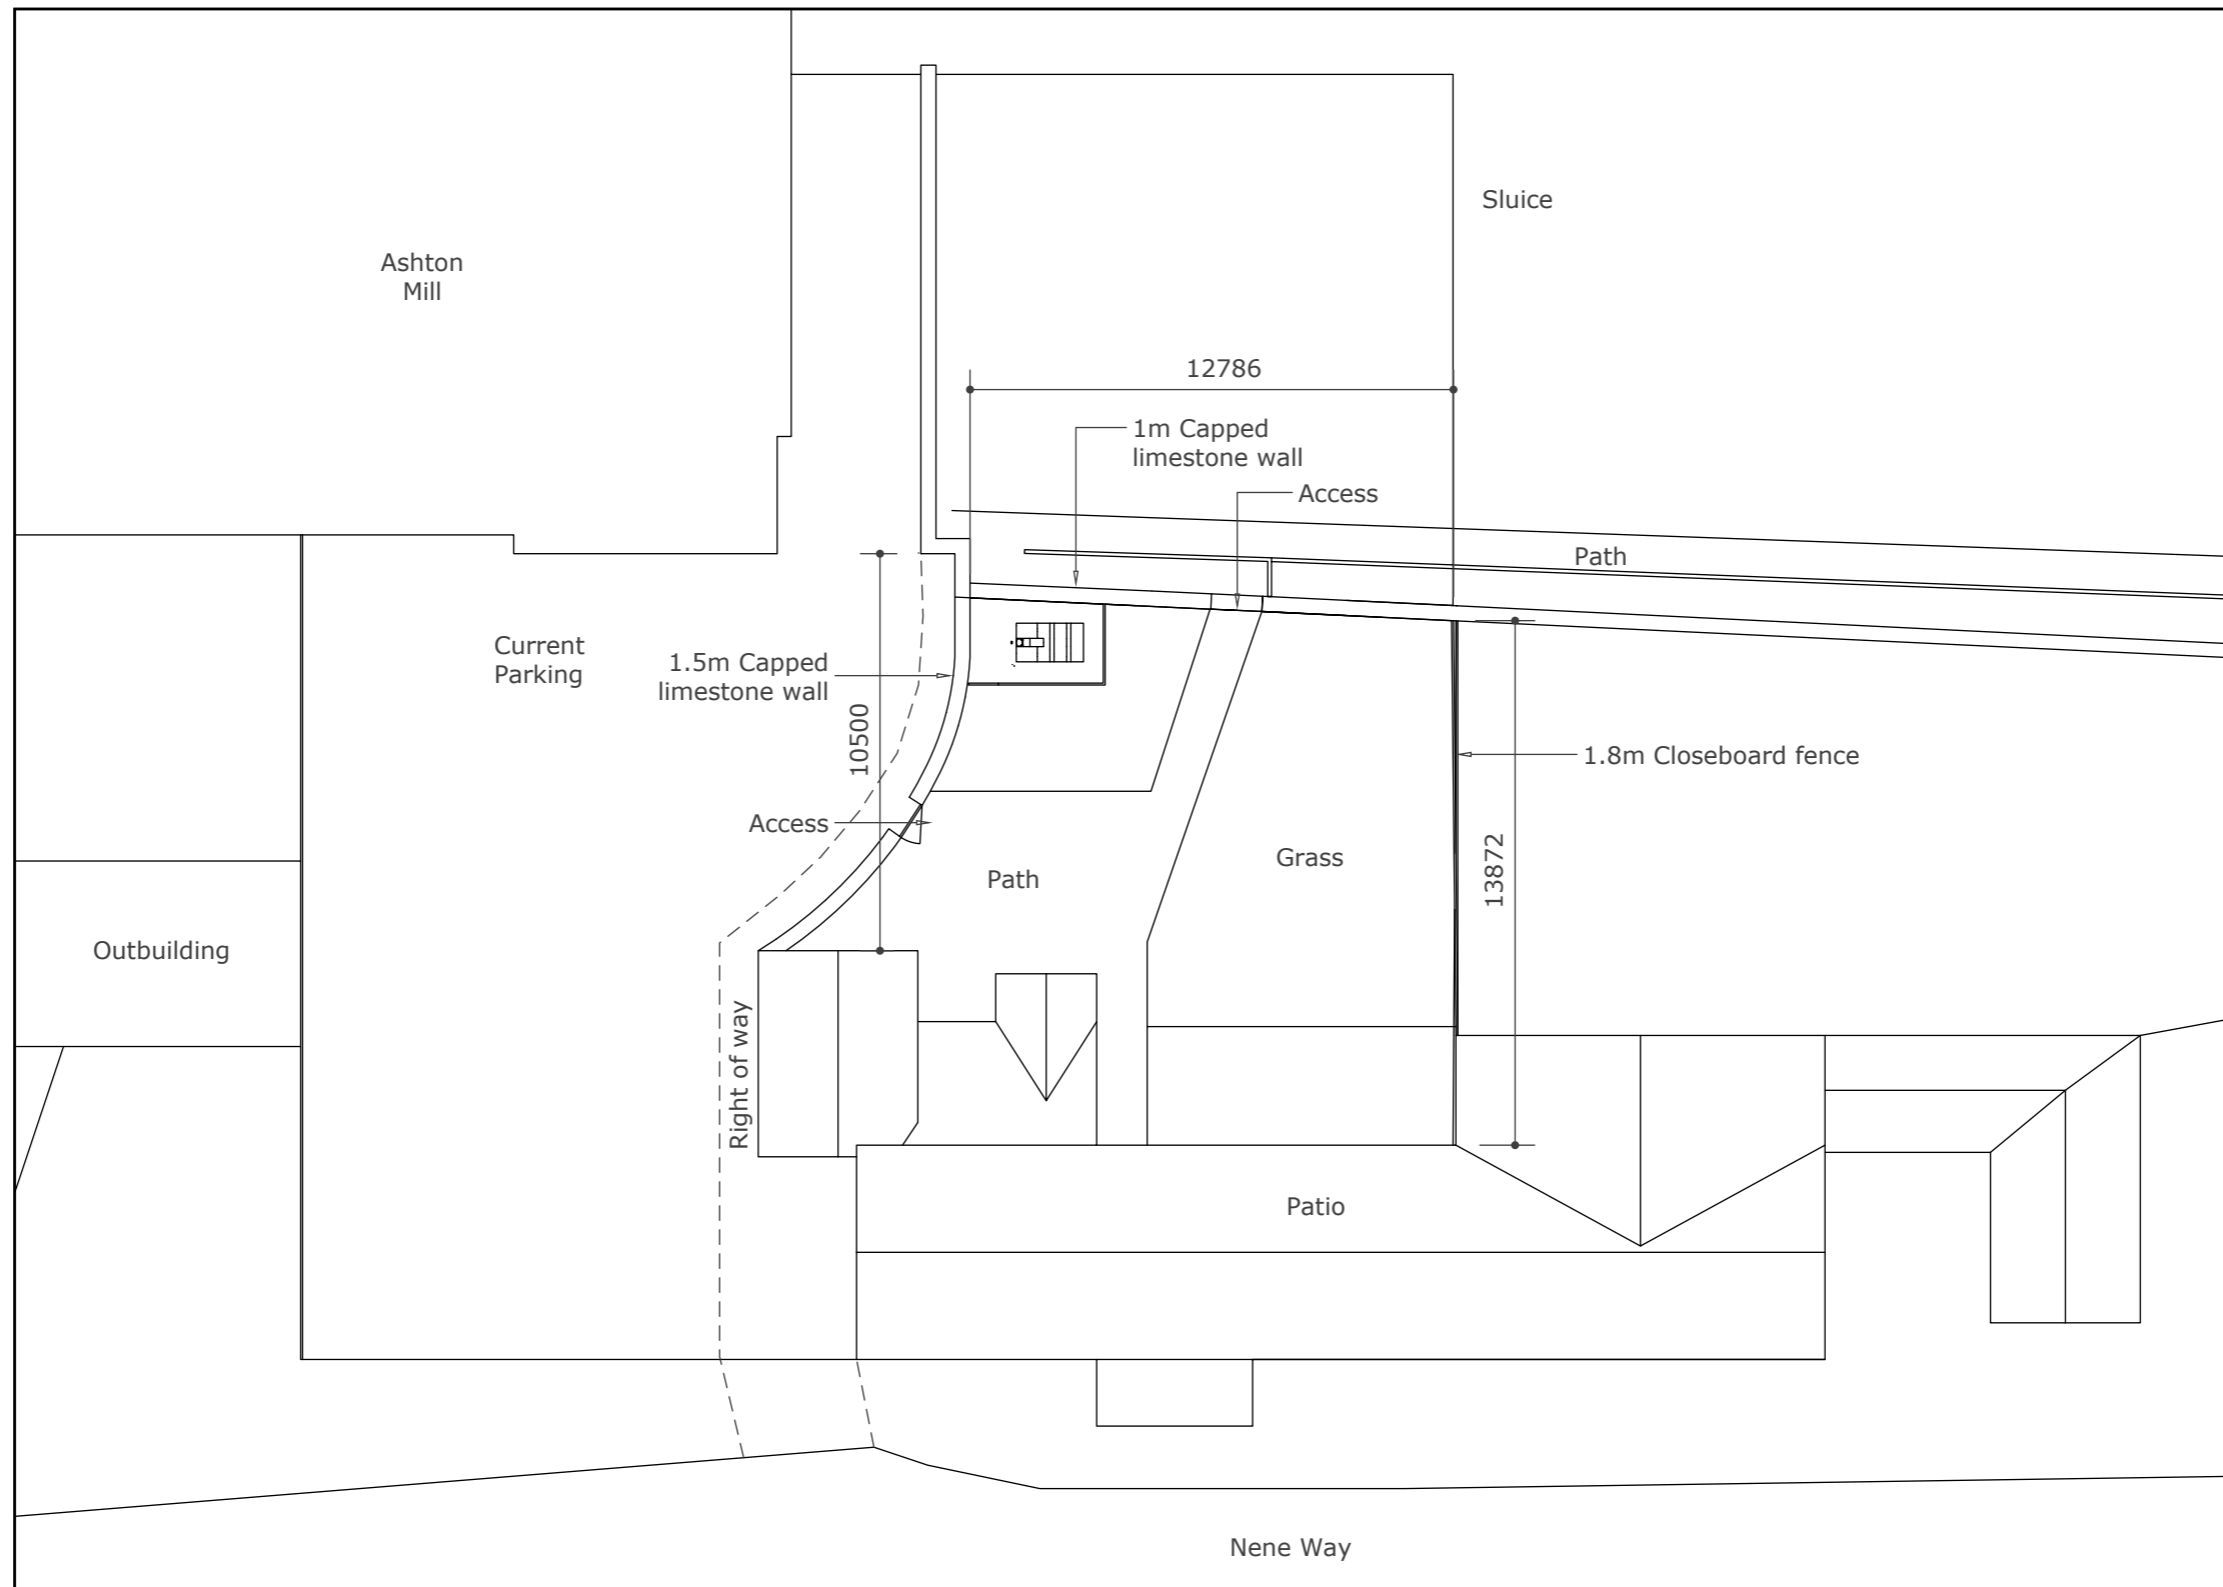 Sluice
Ashton
Mill
12786
1m Capped
limestone wall
Access
Path
Current
Parking
1.5m Capped
limestone wall
10500
1.8m Closeboard fence
Access
Grass
13872
Path
Outbuilding
Right of way
Patio
Nene Way